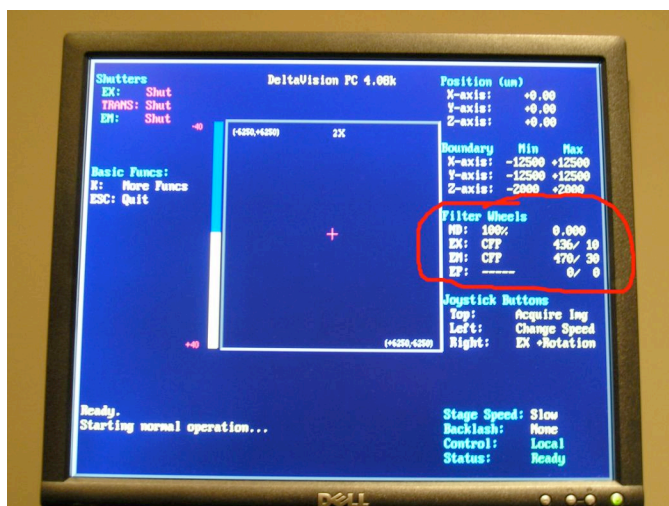 Shutters
EX: Shut
TRANS: Shut
EM: Shut
Basic Funcs:
K: More Funcs
ESC: Quit
DeltaVision PC 4.08k
-40
(-6250,+6250) 2X
+40
(+6250,-6250)
Position (um)
X-axis: +0.00
Y-axis: +0.00
Z-axis: +0.00
Boundary Min Max
X-axis: -12500 +12500
Y-axis: -12500 +12500
Z-axis: -2000 +2000
Filter Wheels
ND: 100% 0.000
EX: CFP 436/ 10
EM: CFP 470/ 30
EP: ----- 0/ 0
Joystick Buttons
Top: Acquire Img
Left: Change Speed
Right: EX +Rotation
Ready.
Starting normal operation...
Stage Speed: Slow
Backlash: None
Control: Local
Status: Ready
DELL